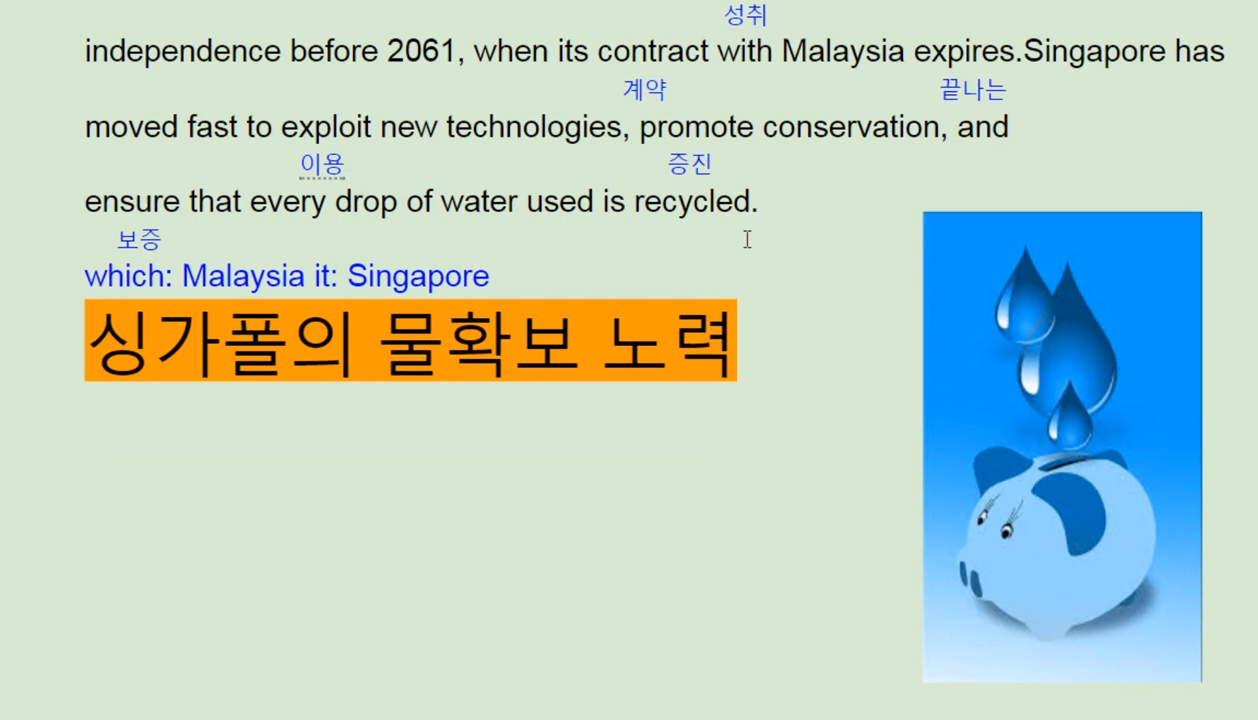 성취
independence before 2061, when its contract with Malaysia expires.Singapore has
계약 끝나는
moved fast to exploit new technologies, promote conservation, and
이용 증진
ensure that every drop of water used is recycled.
보증
which: Malaysia it: Singapore
싱가폴의 물확보 노력